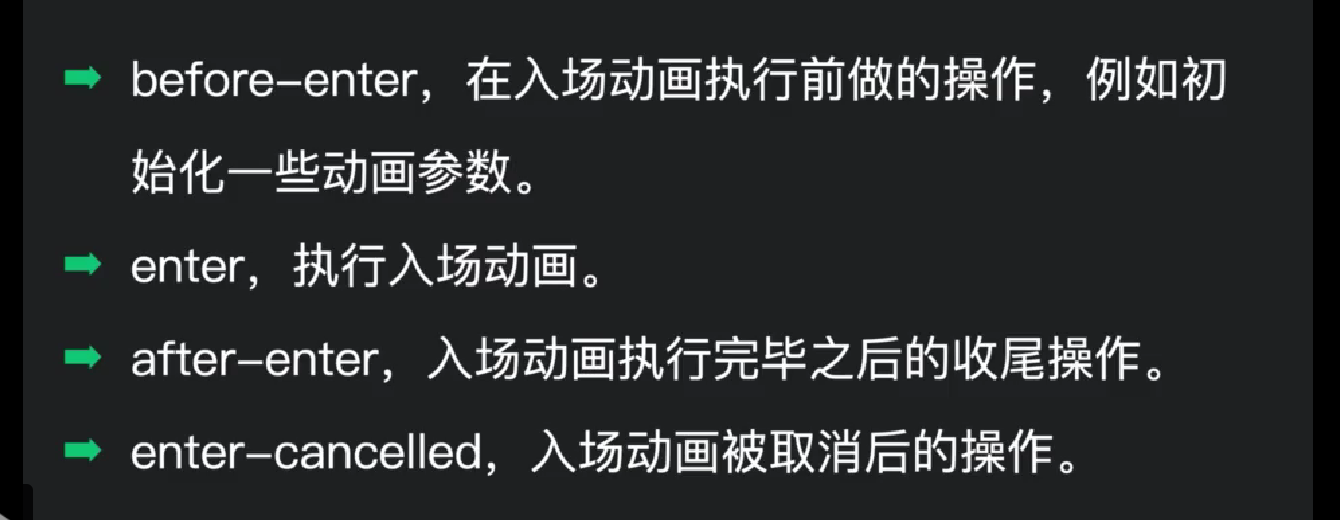 before-enter，在入场动画执行前做的操作，例如初
始化一些动画参数。
enter，执行入场动画。
after-enter，入场动画执行完毕之后的收尾操作。
enter-cancelled，入场动画被取消后的操作。